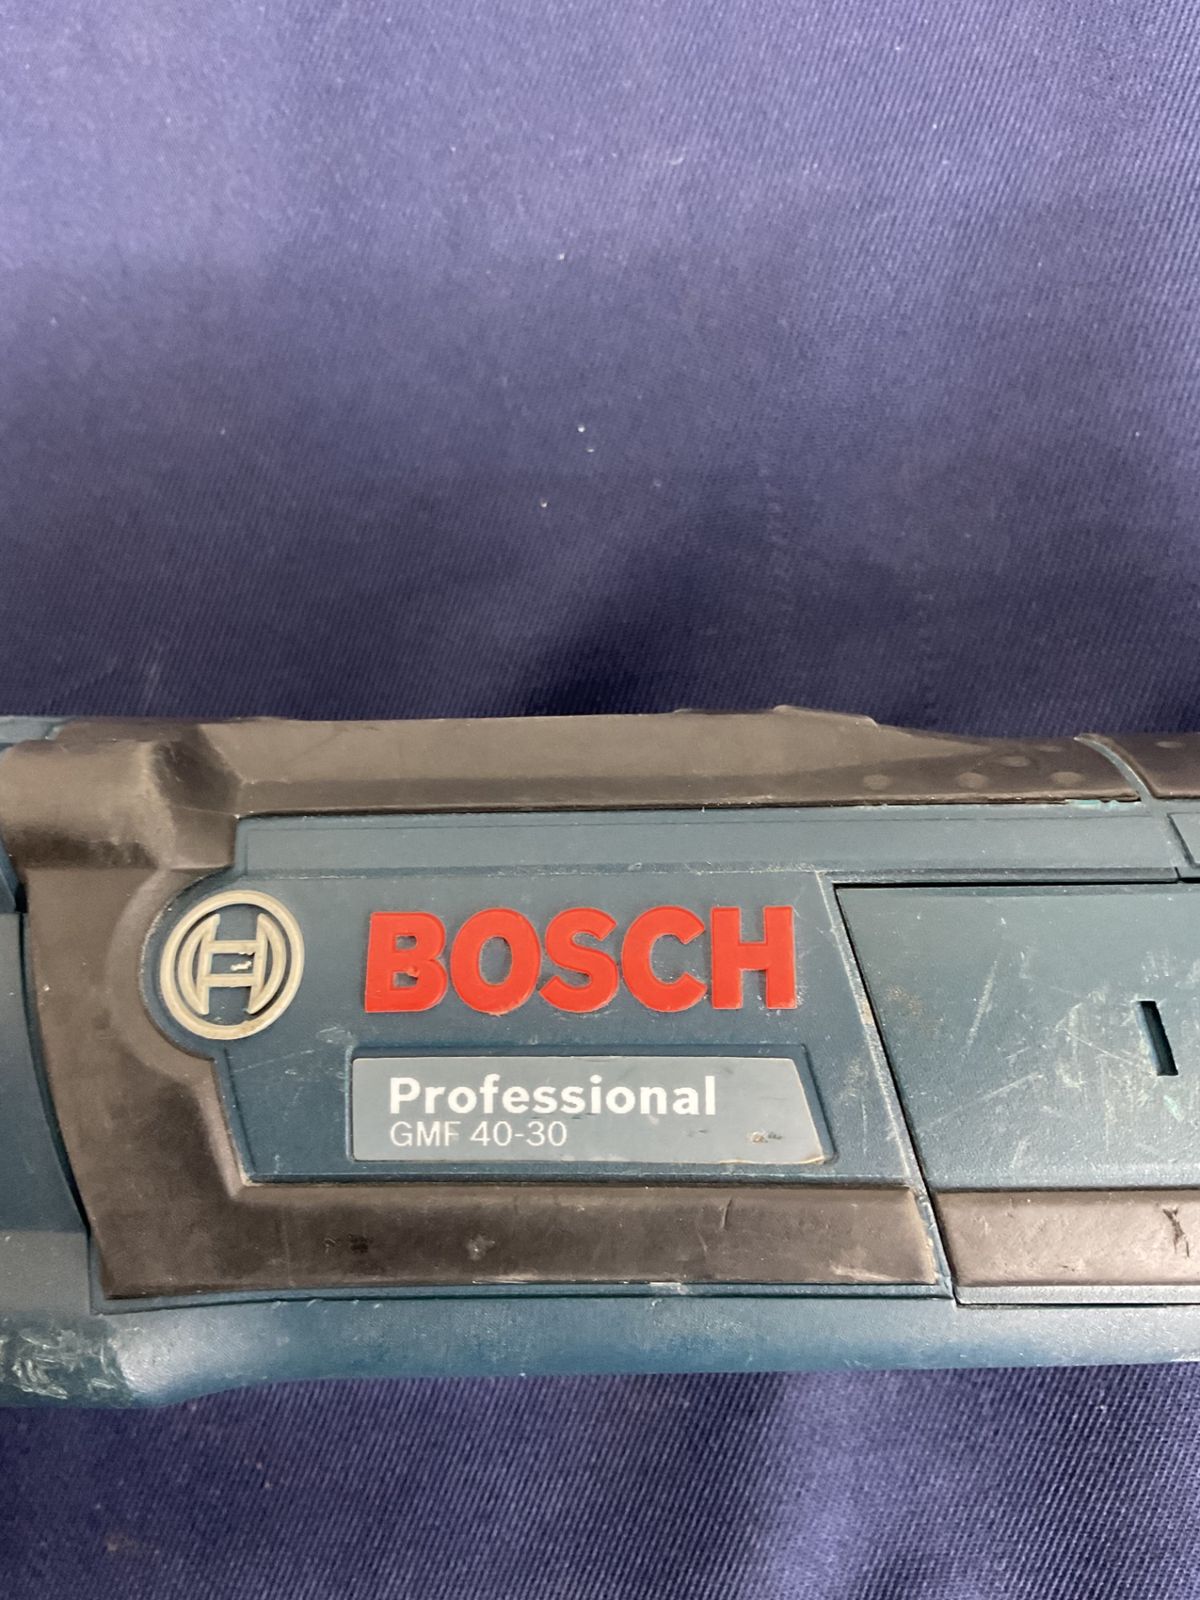 BOSCH
Professional
GMF 40-30